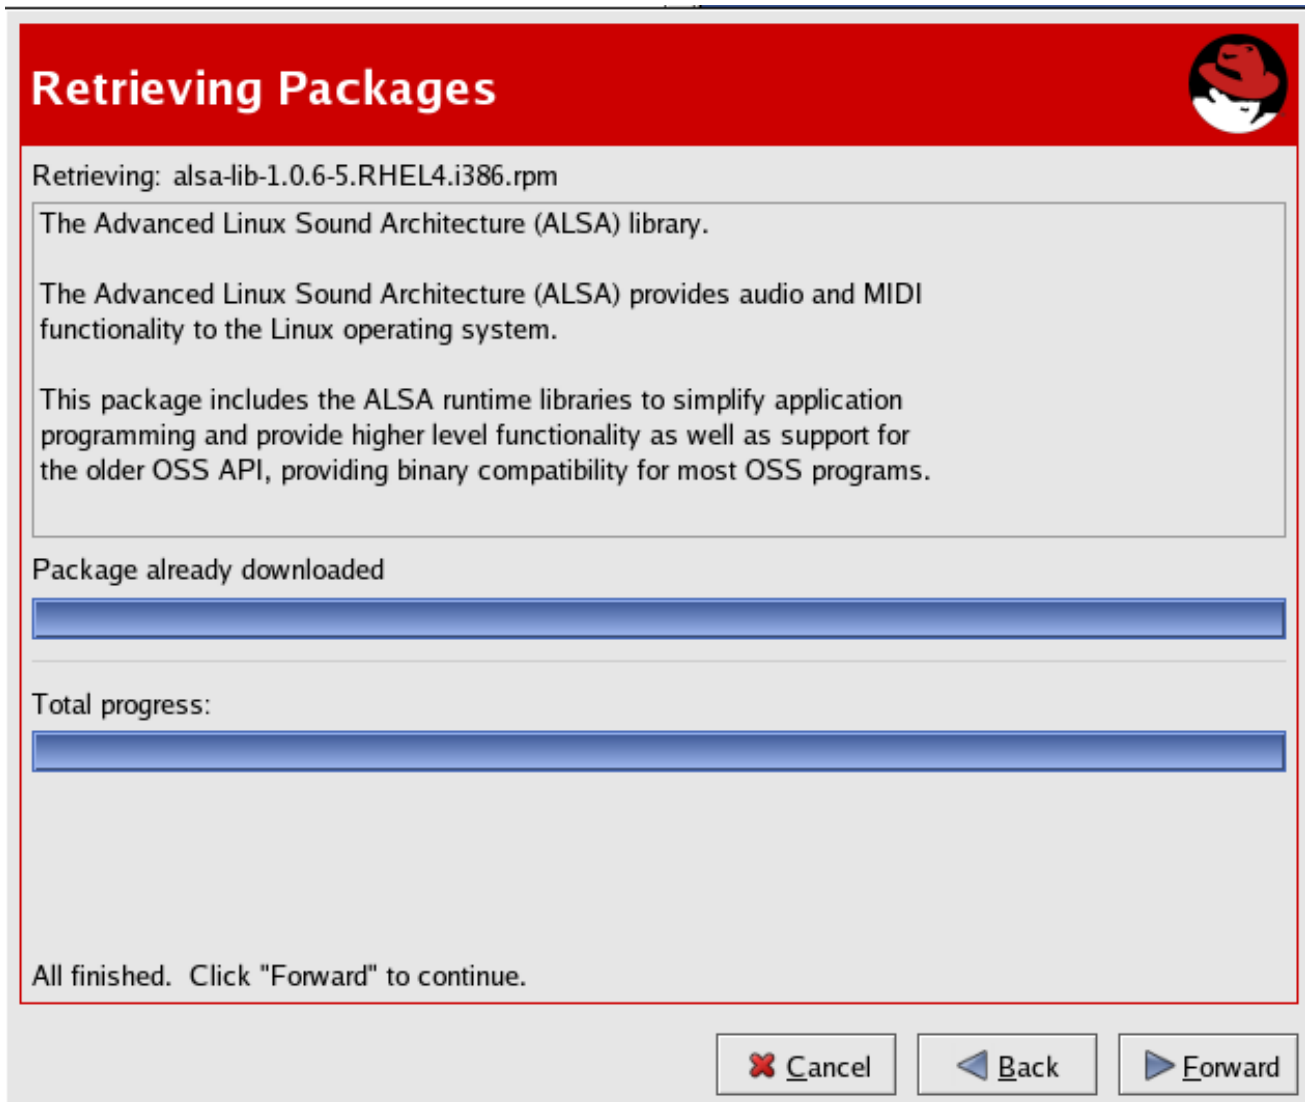 Retrieving Packages
Retrieving: alsa-lib-1.0.6-5.RHEL4.i386.rpm
The Advanced Linux Sound Architecture (ALSA) library.
The Advanced Linux Sound Architecture (ALSA) provides audio and MIDI
functionality to the Linux operating system.
This package includes the ALSA runtime libraries to simplify application
programming and provide higher level functionality as well as support for
the older OSS API, providing binary compatibility for most OSS programs.
Package already downloaded
Total progress:
All finished.  Click "Forward" to continue.
Cancel
Back
Forward